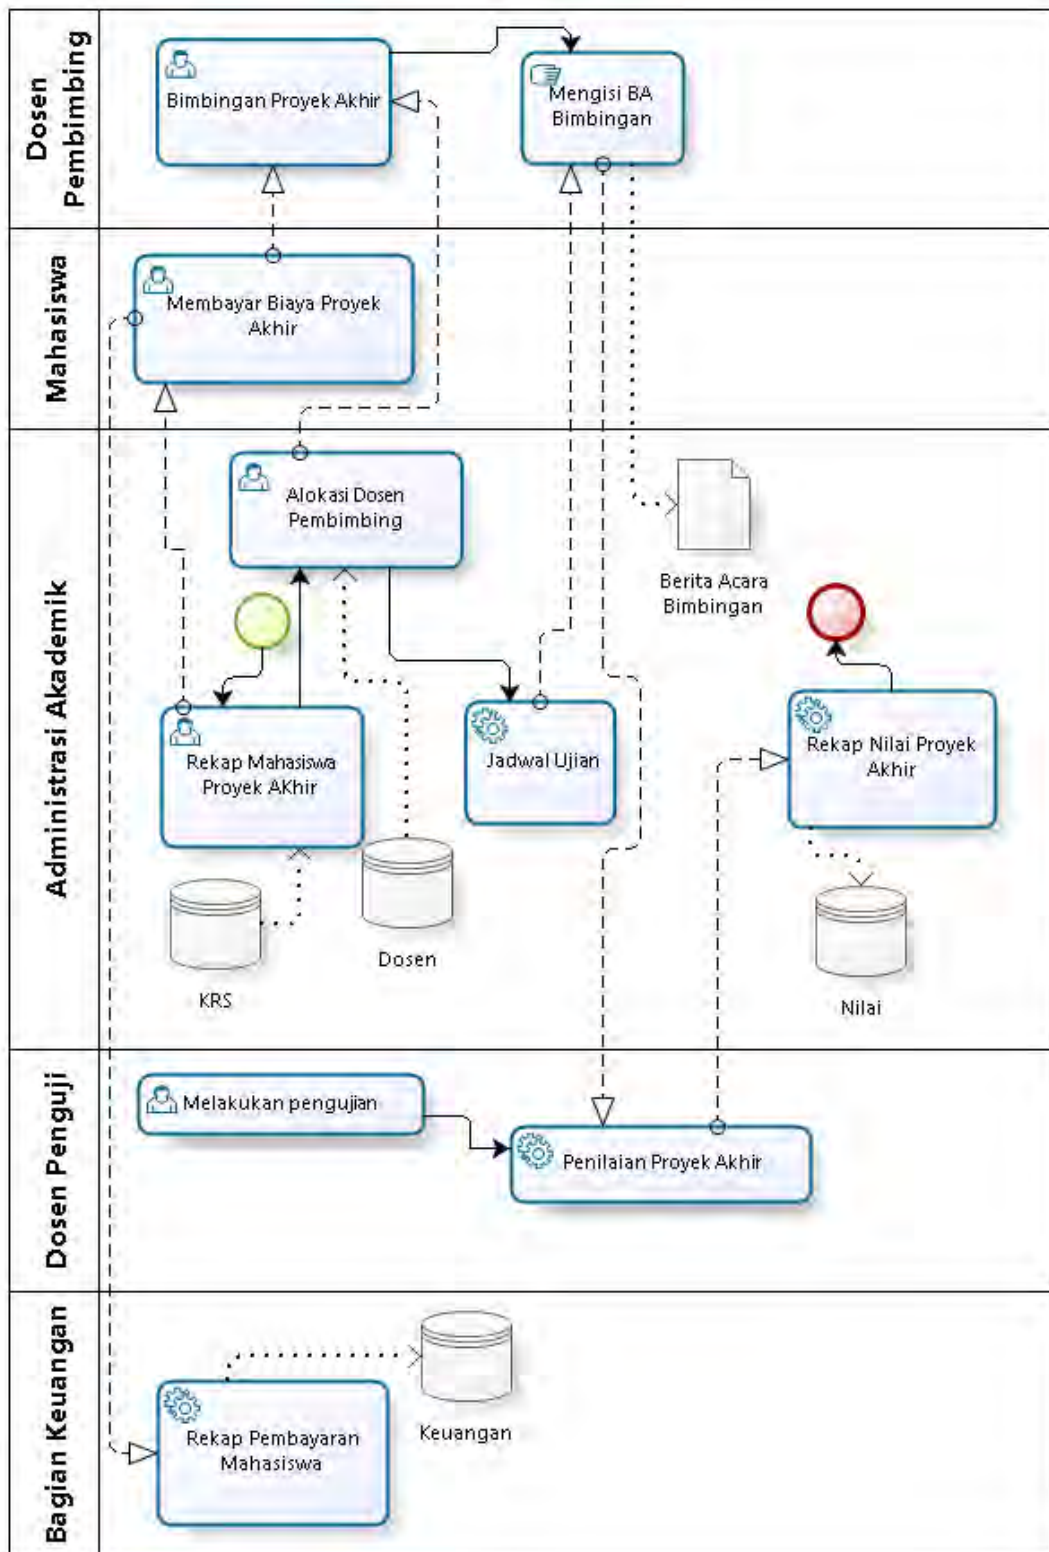 Dosen
Pembimbing
Bimbingan Proyek Akhir
Mengisi BA
Bimbingan
Mahasiswa
Membayar Biaya Proyek
Akhir
Administrasi Akademik
Alokasi Dosen
Pembimbing
Berita Acara
Bimbingan
Rekap Mahasiswa
Proyek AKhir
Jadwal Ujian
Rekap Nilai Proyek
Akhir
KRS
Dosen
Nilai
Dosen Penguji
Melakukan pengujian
Penilaian Proyek Akhir
Bagian Keuangan
Rekap Pembayaran
Mahasiswa
Keuangan